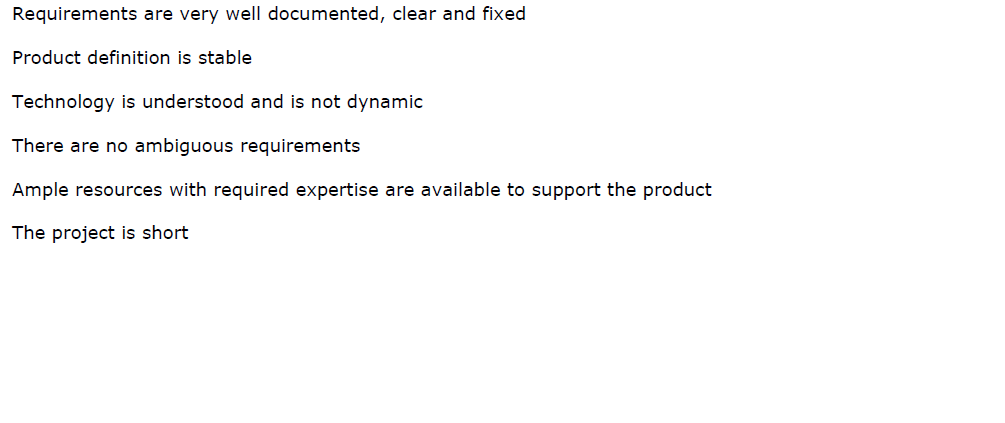 Requirements are very well documented, clear and fixed
Product definition is stable
Technology is understood and is not dynamic
There are no ambiguous requirements
Ample resources with required expertise are available to support the product
The project is short